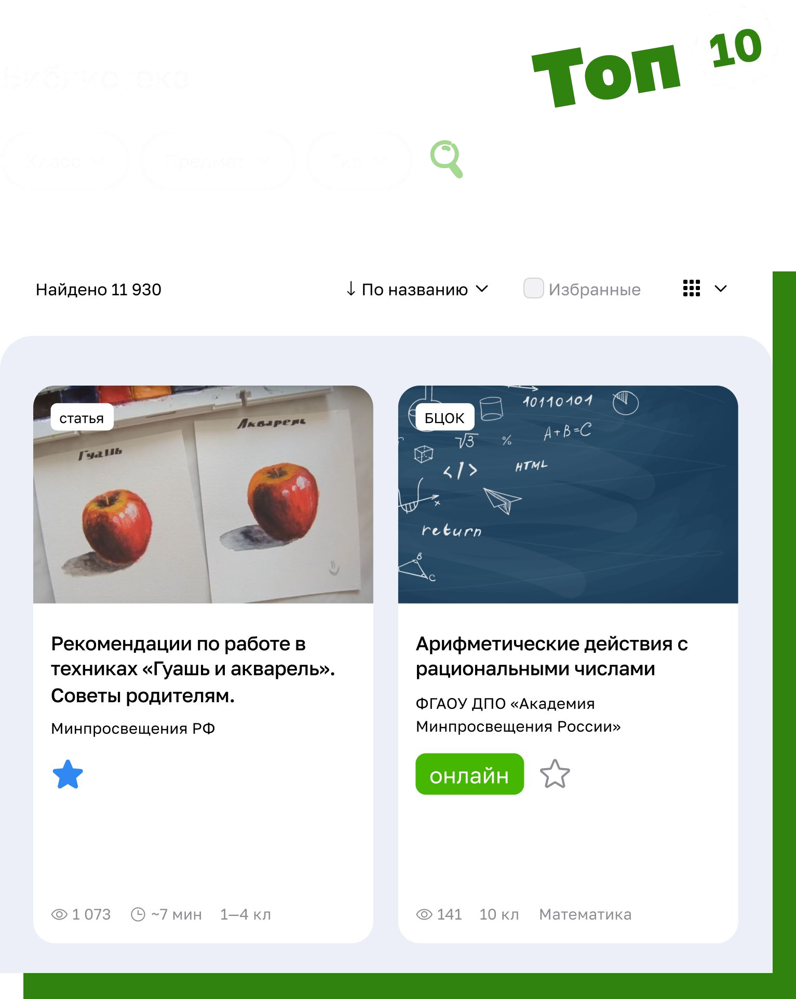 Топ 10
Библиотека
Класс
Предмет
Тип
Найдено 11 930
По названию
Избранные
статья
Гуашь
Акварель
Рекомендации по работе в
техниках «Гуашь и акварель».
Советы родителям.
Минпросвещения РФ
1 073 ~7 мин 1—4 кл
БЦОК
10110101
√3 % A+B=C
</> HTML
x
return
B
C
Арифметические действия с
рациональными числами
ФГАОУ ДПО «Академия
Минпросвещения России»
онлайн
141 10 кл Математика